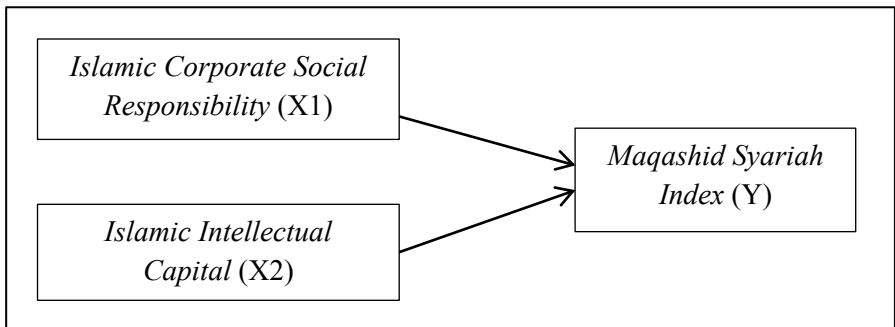 Islamic Corporate Social
Responsibility (X1)
Maqashid Syariah
Index (Y)
Islamic Intellectual
Capital (X2)